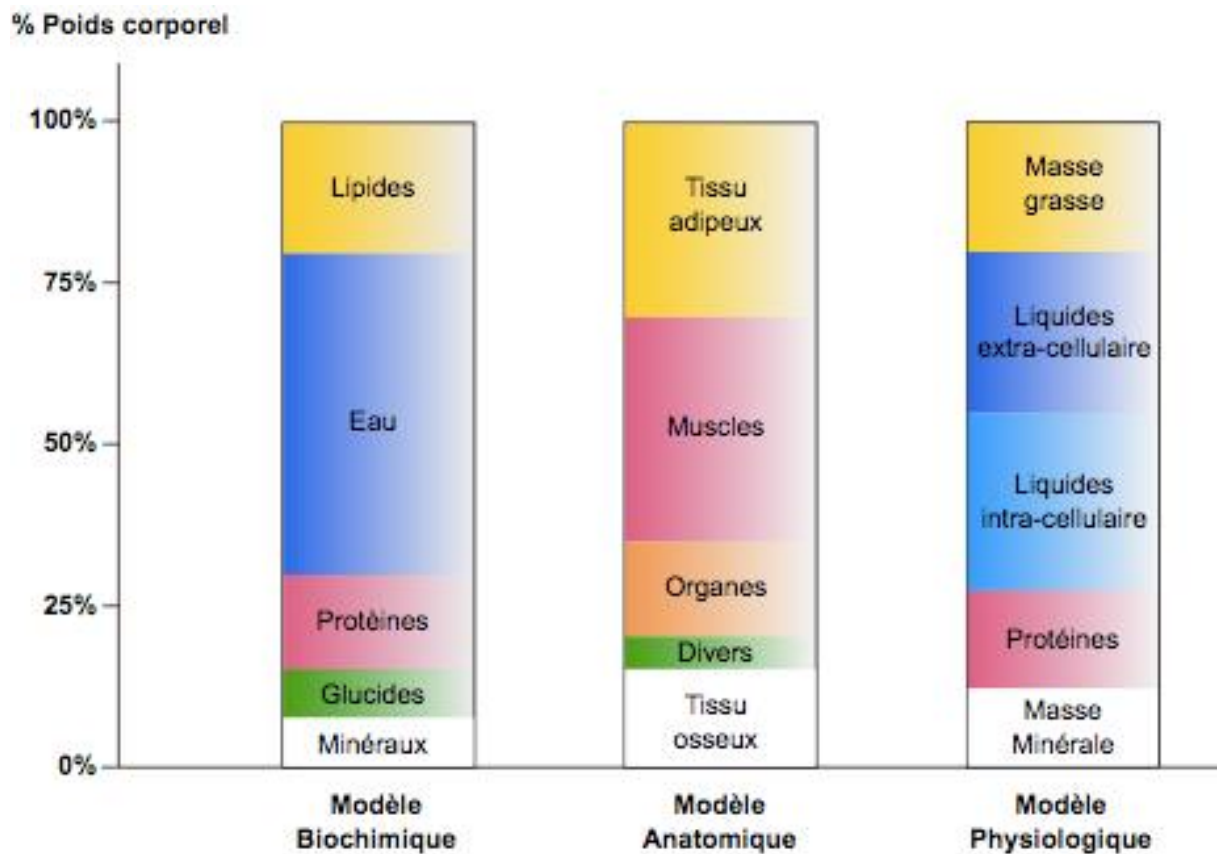 % Poids corporel
100%
75%
50%
25%
0%
Lipides
Eau
Protèines
Glucides
Minéraux
Tissu
adipeux
Muscles
Organes
Divers
Tissu
osseux
Masse
grasse
Liquides
extra-cellulaire
Liquides
intra-cellulaire
Protéines
Masse
Minérale
Modèle
Biochimique
Modèle
Anatomique
Modèle
Physiologique